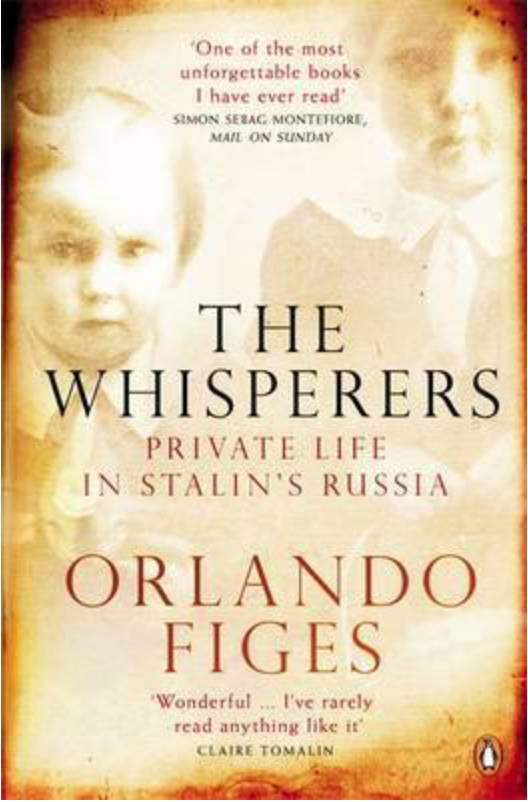 'One of the most
unforgettable books
I have ever read'
SIMON SEBAG MONTEFIORE,
MAIL ON SUNDAY
THE
WHISPERERS
PRIVATE LIFE
IN STALIN'S RUSSIA
ORLANDO
FIGES
'Wonderful ... I've rarely
read anything like it'
CLAIRE TOMALIN